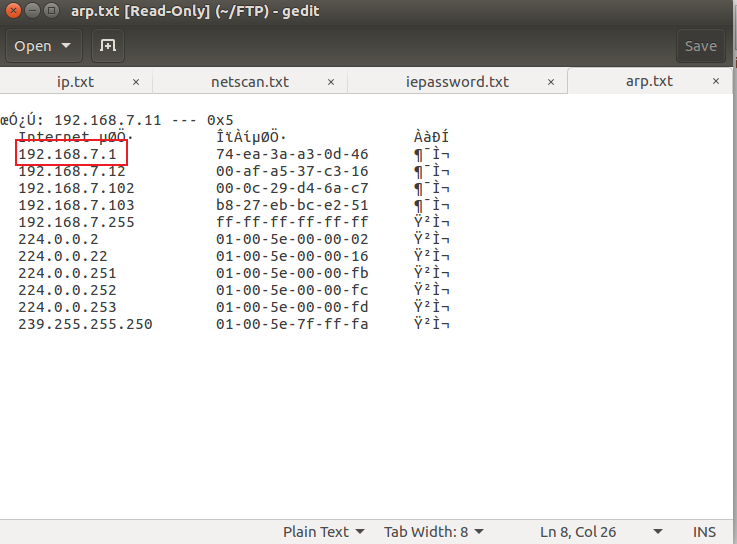 arp.txt [Read-Only] (~/FTP) - gedit
Open Save
ip.txt × netscan.txt × iepassword.txt × arp.txt ×
œÓ¿Ú: 192.168.7.11 --- 0x5
Internet µØÖ· ÎïÀíµØÖ· ÀàÐÍ
192.168.7.1 74-ea-3a-a3-0d-46 ¶¯Ì¬
192.168.7.12 00-af-a5-37-c3-16 ¶¯Ì¬
192.168.7.102 00-0c-29-d4-6a-c7 ¶¯Ì¬
192.168.7.103 b8-27-eb-bc-e2-51 ¶¯Ì¬
192.168.7.255 ff-ff-ff-ff-ff-ff Ÿ²Ì¬
224.0.0.2 01-00-5e-00-00-02 Ÿ²Ì¬
224.0.0.22 01-00-5e-00-00-16 Ÿ²Ì¬
224.0.0.251 01-00-5e-00-00-fb Ÿ²Ì¬
224.0.0.252 01-00-5e-00-00-fc Ÿ²Ì¬
224.0.0.253 01-00-5e-00-00-fd Ÿ²Ì¬
239.255.255.250 01-00-5e-7f-ff-fa Ÿ²Ì¬
Plain Text Tab Width: 8 Ln 8, Col 26 INS